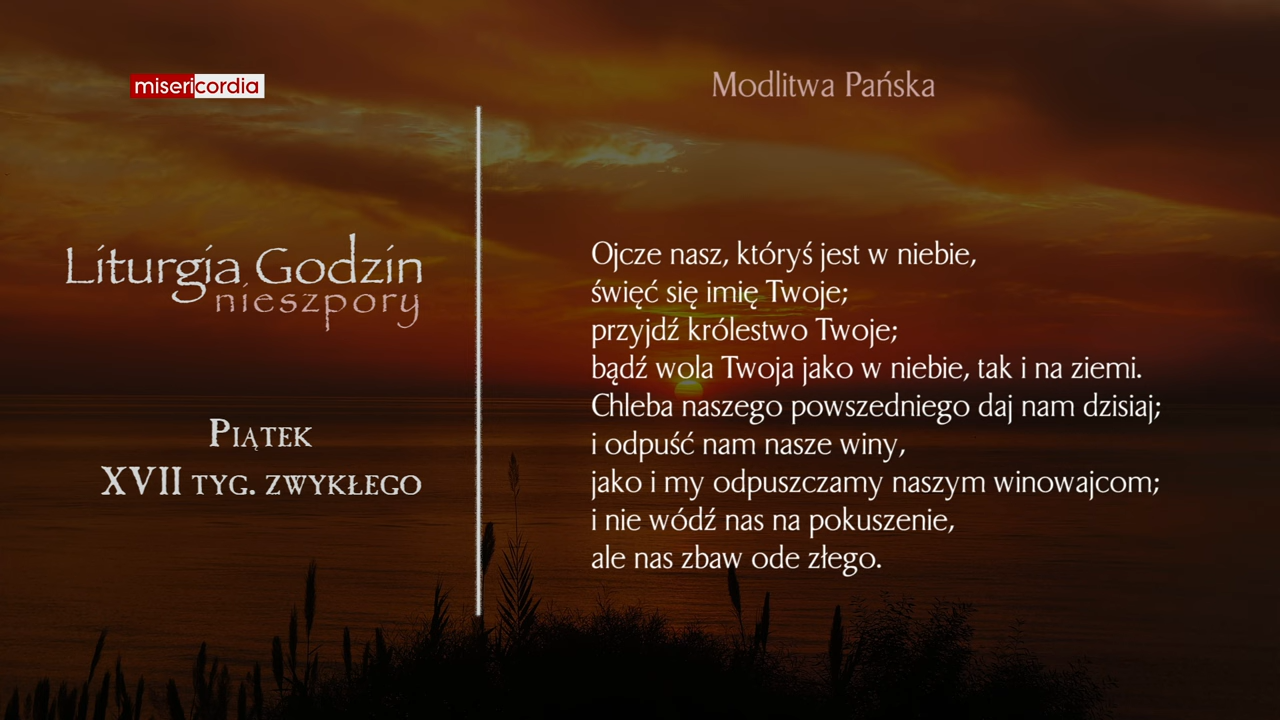 misericordia
Liturgia Godzin
nieszpory
Piątek
XVII tyg. zwykłego
Modlitwa Pańska
Ojcze nasz, któryś jest w niebie,
święć się imię Twoje;
przyjdź królestwo Twoje;
bądź wola Twoja jako w niebie, tak i na ziemi.
Chleba naszego powszedniego daj nam dzisiaj;
i odpuść nam nasze winy,
jako i my odpuszczamy naszym winowajcom;
i nie wódź nas na pokuszenie,
ale nas zbaw ode złego.